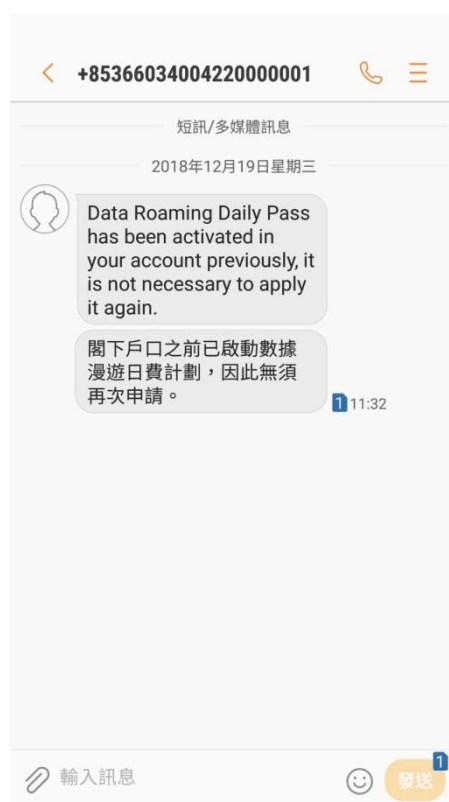 +85366034004220000001
短訊/多媒體訊息
2018年12月19日星期三
Data Roaming Daily Pass
has been activated in
your account previously, it
is not necessary to apply
it again.
閣下戶口之前已啟動數據
漫遊日費計劃，因此無須
再次申請。
1 11:32
輸入訊息
發送
1